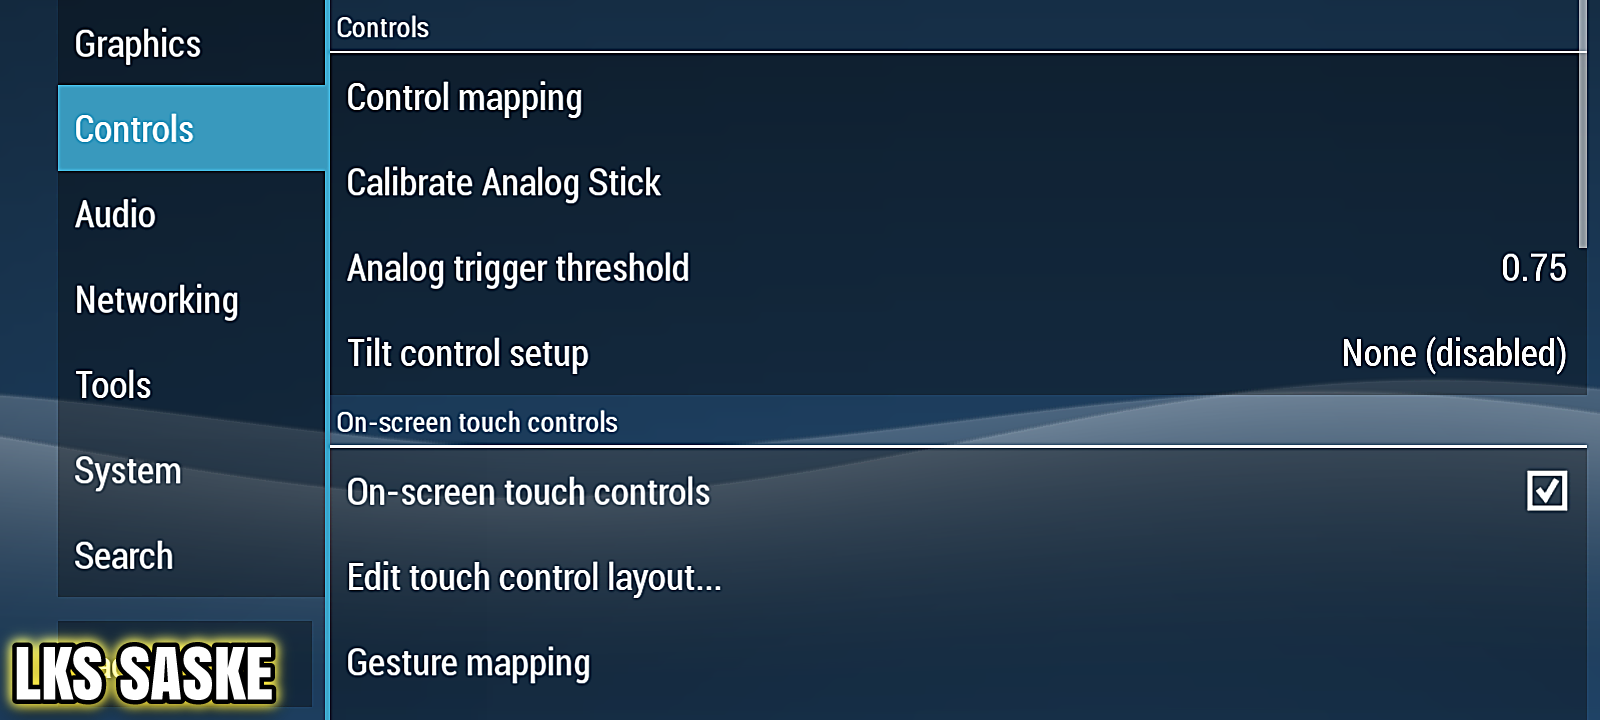 Graphics
Controls
Audio
Networking
Tools
System
Search
LKS SASKE
Controls
Control mapping
Calibrate Analog Stick
Analog trigger threshold 0.75
Tilt control setup None (disabled)
On-screen touch controls
On-screen touch controls
Edit touch control layout...
Gesture mapping